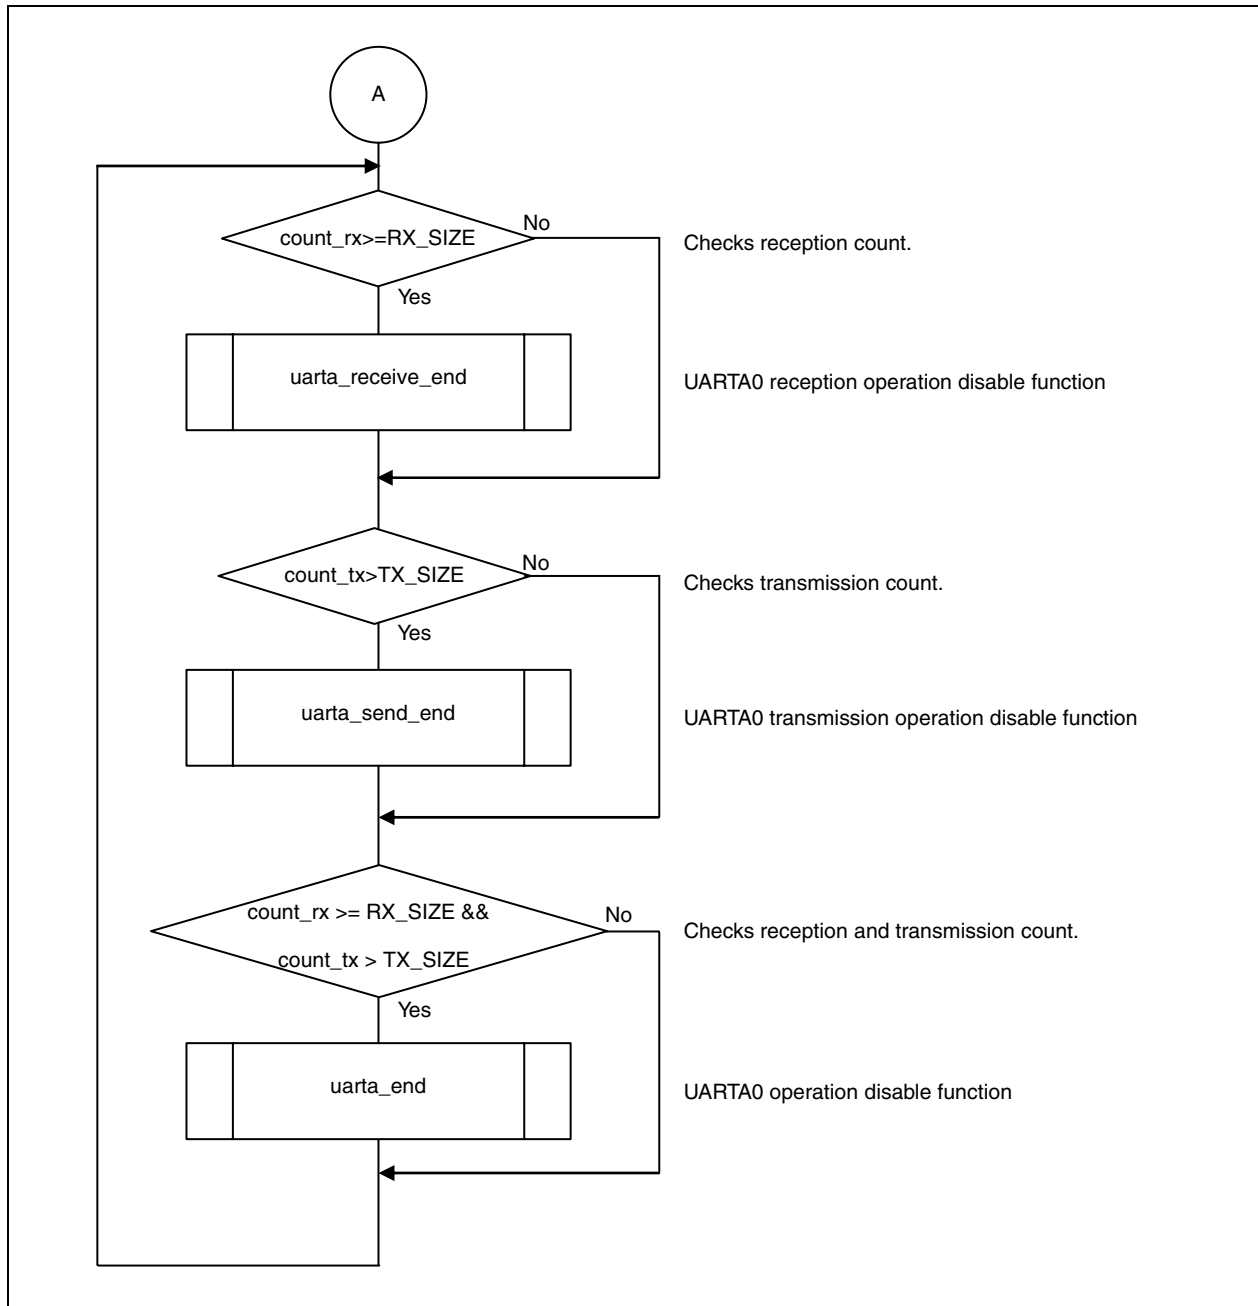 A
count_rx>=RX_SIZE
No
Checks reception count.
Yes
uarta_receive_end
UARTA0 reception operation disable function
count_tx>TX_SIZE
No
Checks transmission count.
Yes
uarta_send_end
UARTA0 transmission operation disable function
count_rx >= RX_SIZE &&
count_tx > TX_SIZE
No
Checks reception and transmission count.
Yes
uarta_end
UARTA0 operation disable function